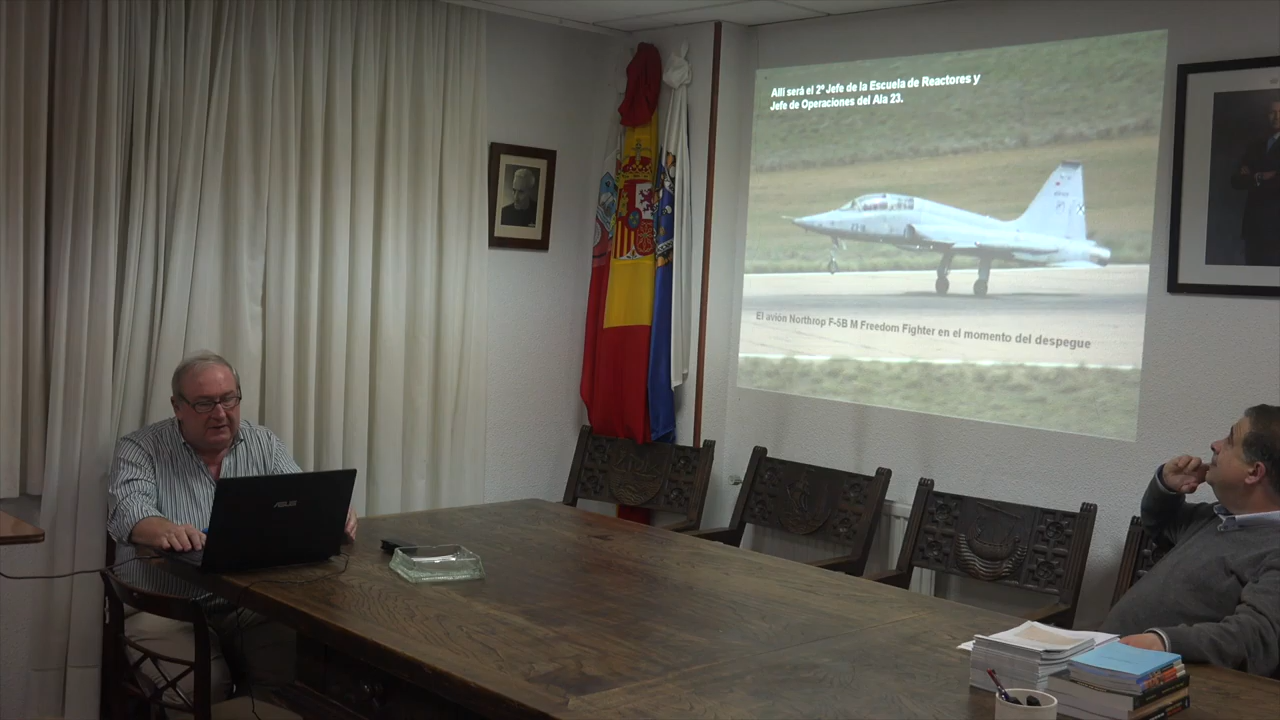 Allí será el 2º Jefe de la Escuela de Reactores y
Jefe de Operaciones del Ala 23.
El avión Northrop F-5B M Freedom Fighter en el momento del despegue
ASUS